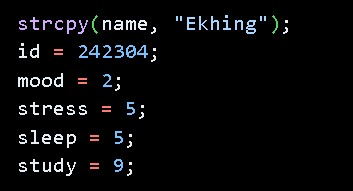 strcpy(name, "Ekhing");
id = 242304;
mood = 2;
stress = 5;
sleep = 5;
study = 9;